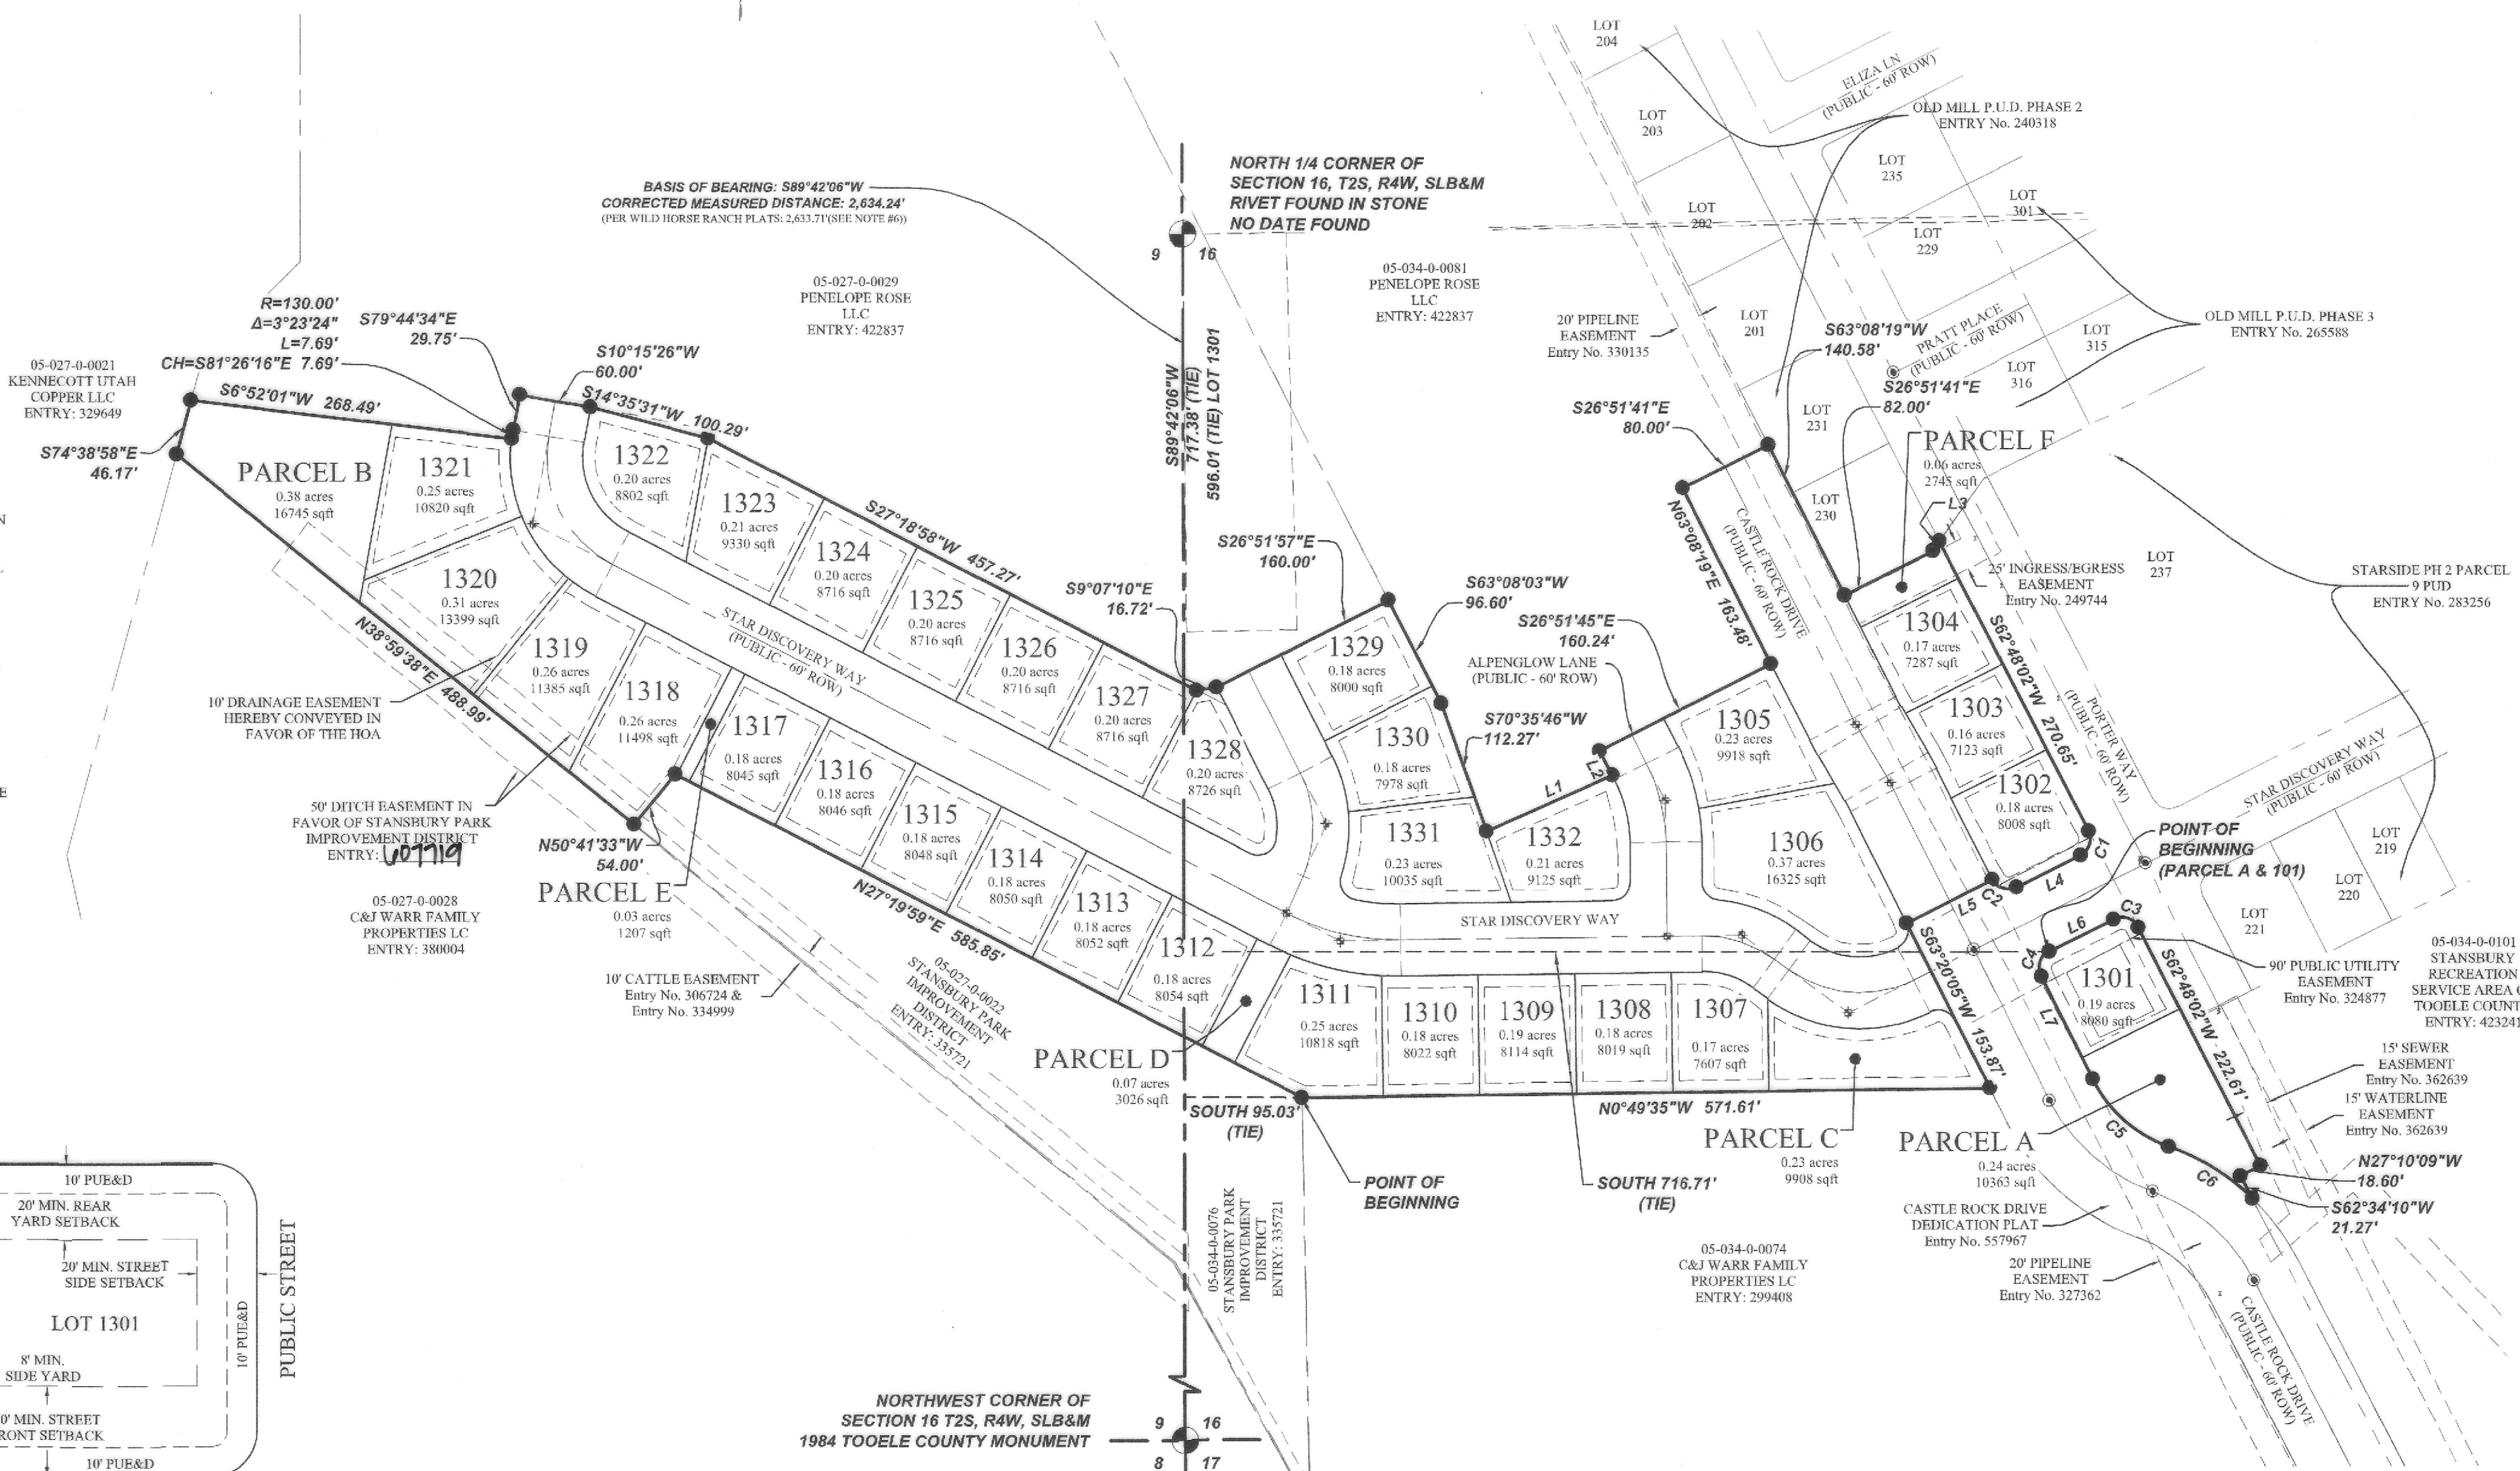 LOT
204
ELIZA LN
(PUBLIC - 60' ROW)
LOT
203
OLD MILL P.U.D. PHASE 2
ENTRY No. 240318
LOT
235
LOT
301
LOT
202
LOT
229
NORTH 1/4 CORNER OF
SECTION 16, T2S, R4W, SLB&M
RIVET FOUND IN STONE
NO DATE FOUND
9
16
BASIS OF BEARING: S89°42'06"W
CORRECTED MEASURED DISTANCE: 2,634.24'
(PER WILD HORSE RANCH PLATS: 2,633.71'(SEE NOTE #6))
05-027-0-0029
PENELOPE ROSE
LLC
ENTRY: 422837
05-034-0-0081
PENELOPE ROSE
LLC
ENTRY: 422837
20' PIPELINE
EASEMENT
Entry No. 330135
LOT
201
S63°08'19"W
140.58'
PRATT PLACE
(PUBLIC - 60' ROW)
LOT
315
LOT
316
OLD MILL P.U.D. PHASE 3
ENTRY No. 265588
R=130.00'
Δ=3°23'24"
L=7.69'
CH=S81°26'16"E 7.69'
S79°44'34"E
29.75'
S10°15'26"W
60.00'
05-027-0-0021
KENNECOTT UTAH
COPPER LLC
ENTRY: 329649
S6°52'01"W 268.49'
S14°35'31"W 100.29'
S74°38'58"E
46.17'
S89°42'06"W
717.38' (TIE)
596.01 (TIE) LOT 1301
S26°51'41"E
80.00'
S26°51'41"E
82.00'
LOT
231
PARCEL F
0.06 acres
2745 sqft
L3
LOT
230
LOT
237
25' INGRESS/EGRESS
EASEMENT
Entry No. 249744
STARSIDE PH 2 PARCEL
9 PUD
ENTRY No. 283256
PARCEL B
0.38 acres
16745 sqft
1321
0.25 acres
10820 sqft
1322
0.20 acres
8802 sqft
1323
0.21 acres
9330 sqft
1324
0.20 acres
8716 sqft
1325
0.20 acres
8716 sqft
1326
0.20 acres
8716 sqft
1327
0.20 acres
8716 sqft
1328
0.20 acres
8726 sqft
S27°18'58"W 457.27'
S9°07'10"E
16.72'
S26°51'57"E
160.00'
S63°08'03"W
96.60'
S26°51'45"E
160.24'
ALPENGLOW LANE
(PUBLIC - 60' ROW)
N63°08'19"E 163.48'
CASTLE ROCK DRIVE
(PUBLIC - 60' ROW)
S70°35'46"W
112.27'
L1
L2
1329
0.18 acres
8000 sqft
1330
0.18 acres
7978 sqft
1331
0.23 acres
10035 sqft
1332
0.21 acres
9125 sqft
1305
0.23 acres
9918 sqft
1306
0.37 acres
16325 sqft
1304
0.17 acres
7287 sqft
1303
0.16 acres
7123 sqft
1302
0.18 acres
8008 sqft
S62°48'02"W 270.65'
PORTER WAY
(PUBLIC - 60' ROW)
STAR DISCOVERY WAY
(PUBLIC - 60' ROW)
1320
0.31 acres
13399 sqft
1319
0.26 acres
11385 sqft
1318
0.26 acres
11498 sqft
1317
0.18 acres
8045 sqft
1316
0.18 acres
8046 sqft
1315
0.18 acres
8048 sqft
1314
0.18 acres
8050 sqft
1313
0.18 acres
8052 sqft
1312
0.18 acres
8054 sqft
1311
0.25 acres
10818 sqft
1310
0.18 acres
8022 sqft
1309
0.19 acres
8114 sqft
1308
0.18 acres
8019 sqft
1307
0.17 acres
7607 sqft
STAR DISCOVERY WAY
(PUBLIC - 60' ROW)
STAR DISCOVERY WAY
N38°59'38"E 488.99'
10' DRAINAGE EASEMENT
HEREBY CONVEYED IN
FAVOR OF THE HOA
50' DITCH EASEMENT IN
FAVOR OF STANSBURY PARK
IMPROVEMENT DISTRICT
ENTRY: 607719
N50°41'33"W
54.00'
PARCEL E
0.03 acres
1207 sqft
05-027-0-0028
C&J WARR FAMILY
PROPERTIES LC
ENTRY: 380004
N27°19'59"E 585.85'
10' CATTLE EASEMENT
Entry No. 306724 &
334999
05-027-0-0022
STANSBURY PARK
IMPROVEMENT
DISTRICT
ENTRY: 335721
PARCEL D
0.07 acres
3026 sqft
SOUTH 95.03'
(TIE)
N0°49'35"W 571.61'
PARCEL C
0.23 acres
9908 sqft
S63°20'05"W 153.87'
C1
L4
C2
L5
POINT OF
BEGINNING
(PARCEL A & 101)
LOT
219
LOT
220
LOT
221
L6
C3
C4
L7
1301
0.19 acres
8080 sqft
S62°48'02"W 222.61'
90' PUBLIC UTILITY
EASEMENT
Entry No. 324877
05-034-0-0101
STANSBURY
RECREATION
SERVICE AREA
TOOELE COUNT
ENTRY: 423241
C5
C6
PARCEL A
0.24 acres
10363 sqft
15' SEWER
EASEMENT
Entry No. 362639
15' WATERLINE
EASEMENT
Entry No. 362639
N27°10'09"W
18.60'
S62°34'10"W
21.27'
POINT OF
BEGINNING
SOUTH 716.71'
(TIE)
CASTLE ROCK DRIVE
DEDICATION PLAT
Entry No. 557967
20' PIPELINE
EASEMENT
Entry No. 327362
CASTLE ROCK DRIVE
(PUBLIC - 60' ROW)
05-034-0-0076
STANSBURY PARK
IMPROVEMENT
DISTRICT
ENTRY: 335721
05-034-0-0074
C&J WARR FAMILY
PROPERTIES LC
ENTRY: 299408
10' PUE&D
20' MIN. REAR
YARD SETBACK
20' MIN. STREET
SIDE SETBACK
LOT 1301
8' MIN.
SIDE YARD
0' MIN. STREET
RONT SETBACK
10' PUE&D
10' PUE&D
PUBLIC STREET
NORTHWEST CORNER OF
SECTION 16 T2S, R4W, SLB&M
1984 TOOELE COUNTY MONUMENT
9
16
8
17